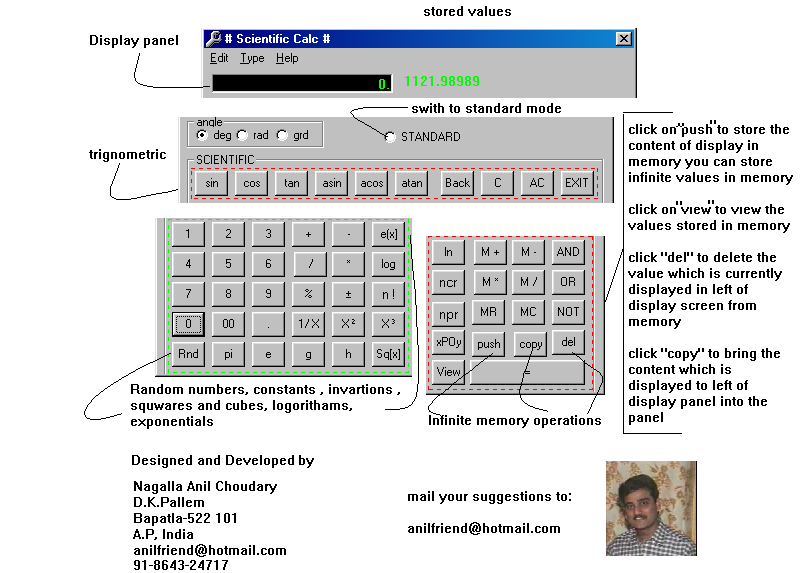 stored values
Display panel
# Scientific Calc #
Edit Type Help
0.
1121.98989
swith to standard mode
angle
deg rad grd
STANDARD
trignometric
SCIENTIFIC
sin cos tan asin acos atan Back C AC EXIT
1 2 3 + - e[x]
4 5 6 / * log
7 8 9 % ± n !
0 00 . 1/X X² X³
Rnd pi e g h Sq[x]
ln M + M - AND
ncr M * M / OR
npr MR MC NOT
xPOy push copy del
View =
click on"push"to store the
content of display in
memory you can store
infinite values in memory
click on"view"to view the
values stored in memory
click "del" to delete the
value which is currently
displayed in left of
display screen from
memory
click "copy" to bring the
content which is
displayed to left of
display panel into the
panel
Random numbers, constants , invartions ,
squwares and cubes, logorithams,
exponentials
Infinite memory operations
Designed and Developed by
Nagalla Anil Choudary
D.K.Pallem
Bapatla-522 101
A.P, India
anilfriend@hotmail.com
91-8643-24717
mail your suggestions to:
anilfriend@hotmail.com